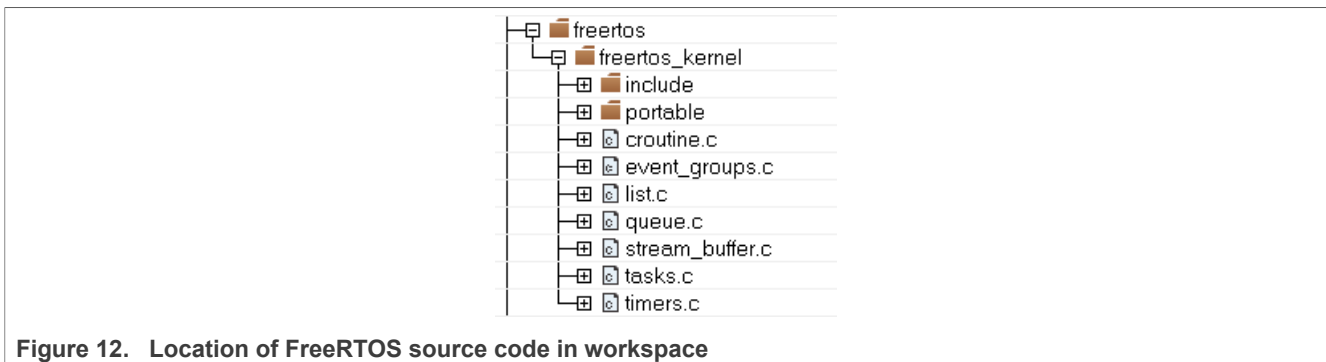 freertos
freertos_kernel
include
portable
croutine.c
event_groups.c
list.c
queue.c
stream_buffer.c
tasks.c
timers.c
Figure 12. Location of FreeRTOS source code in workspace